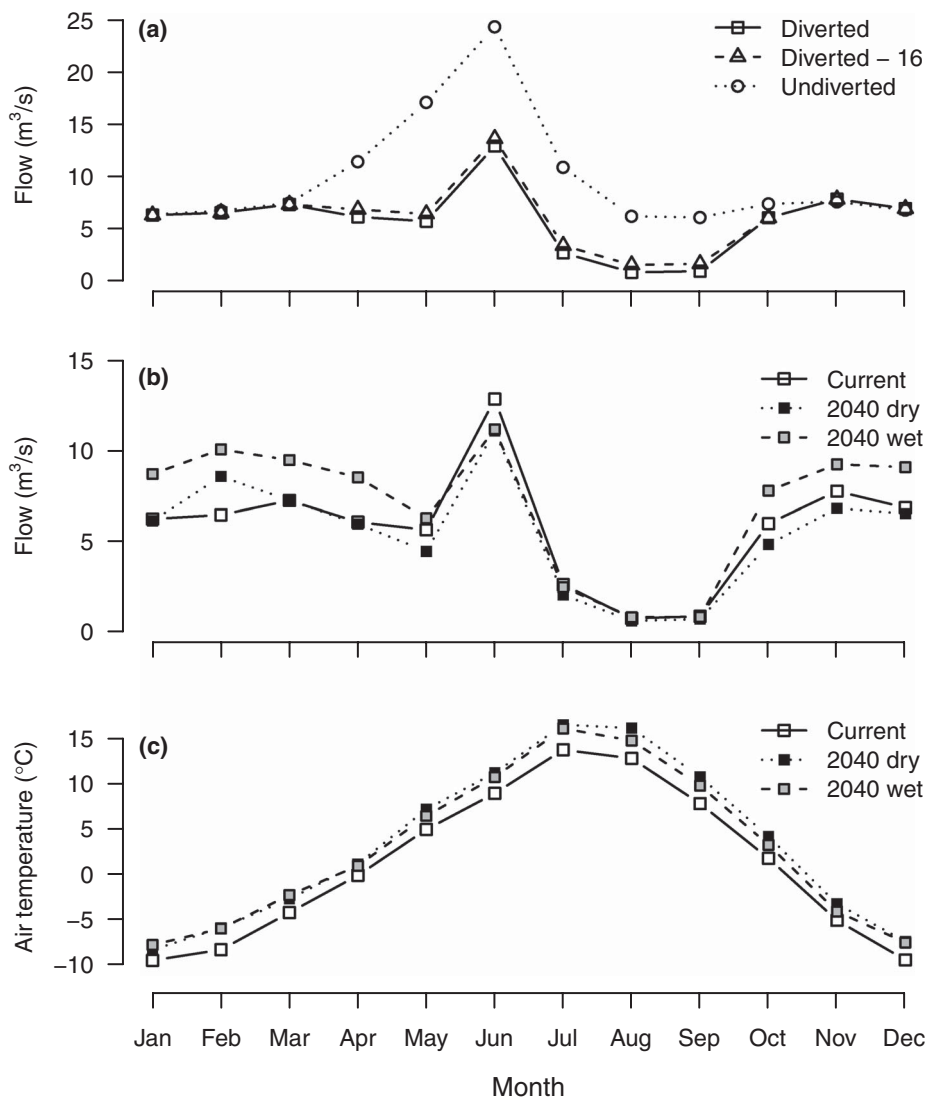 (a)
Diverted
Diverted − 16
Undiverted
Flow (m³/s)
25
20
15
10
5
0
(b)
Current
2040 dry
2040 wet
Flow (m³/s)
15
10
5
0
(c)
Current
2040 dry
2040 wet
Air temperature (°C)
15
10
5
0
−5
−10
Jan Feb Mar Apr May Jun Jul Aug Sep Oct Nov Dec
Month